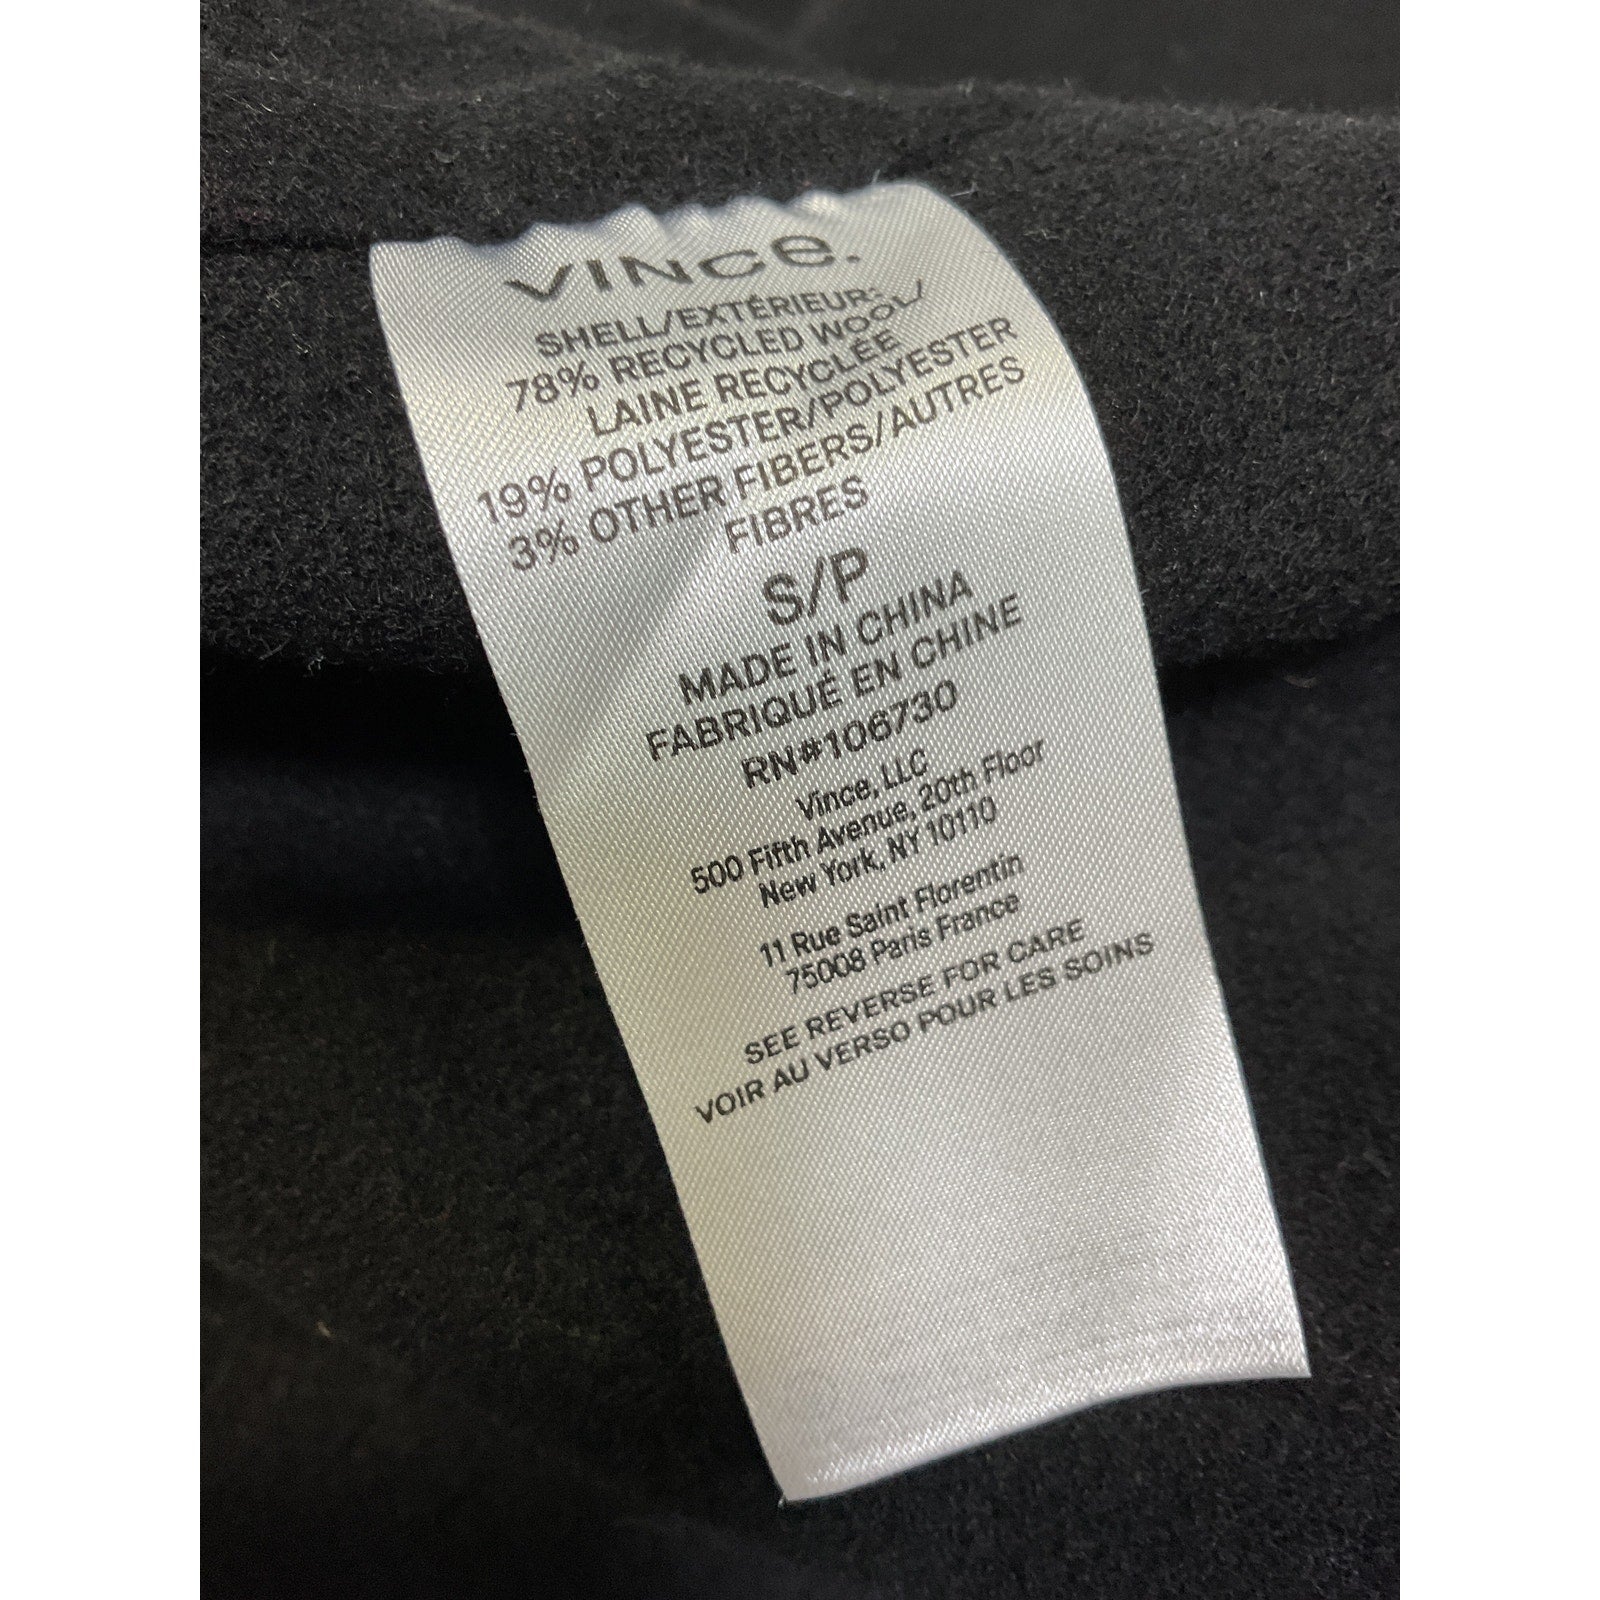 VINCE.
SHELL/EXTÉRIEUR:
78% RECYCLED WOOL/
LAINE RECYCLÉE
19% POLYESTER/POLYESTER
3% OTHER FIBERS/AUTRES
FIBRES
S/P
MADE IN CHINA
FABRIQUÉ EN CHINE
RN#106730
Vince, LLC
500 Fifth Avenue, 20th Floor
New York, NY 10110
11 Rue Saint Florentin
75008 Paris France
SEE REVERSE FOR CARE
VOIR AU VERSO POUR LES SOINS